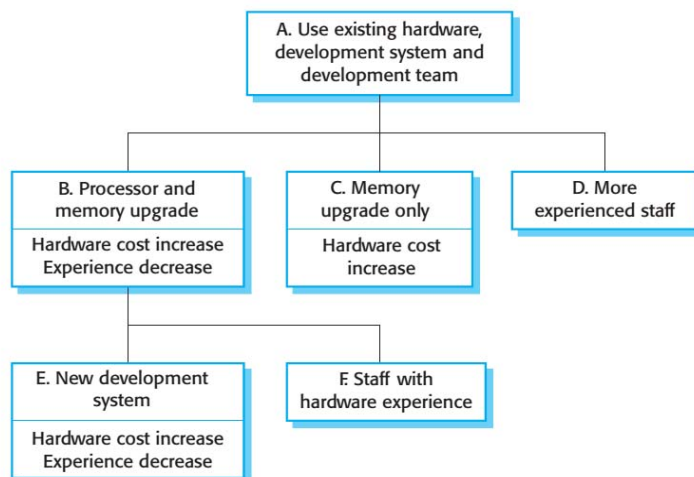 A. Use existing hardware,
development system and
development team
B. Processor and
memory upgrade
Hardware cost increase
Experience decrease
C. Memory
upgrade only
Hardware cost
increase
D. More
experienced staff
E. New development
system
Hardware cost increase
Experience decrease
F. Staff with
hardware experience